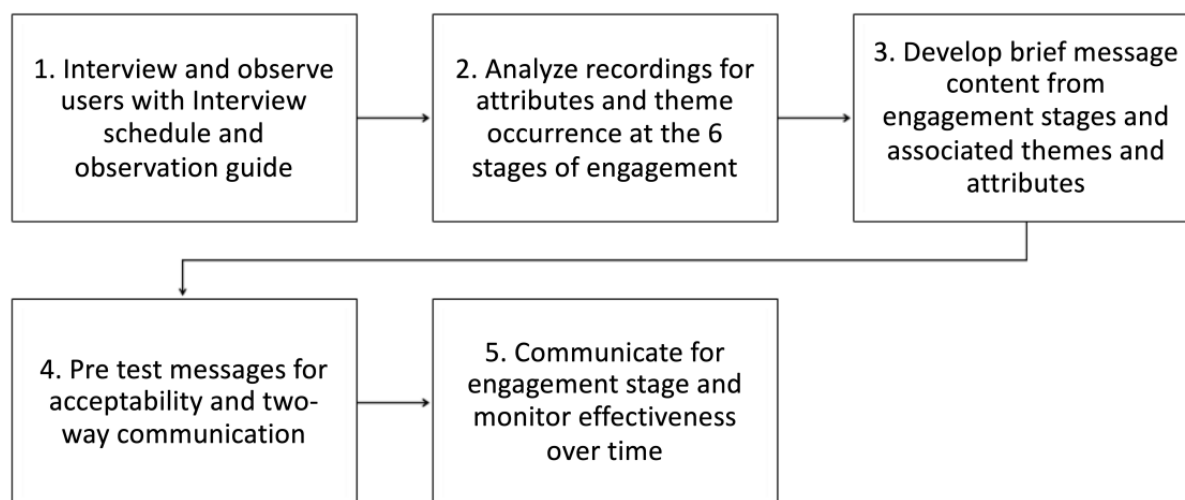 1. Interview and observe
users with Interview
schedule and
observation guide
2. Analyze recordings for
attributes and theme
occurrence at the 6
stages of engagement
3. Develop brief message
content from
engagement stages and
associated themes and
attributes
4. Pre test messages for
acceptability and two-
way communication
5. Communicate for
engagement stage and
monitor effectiveness
over time